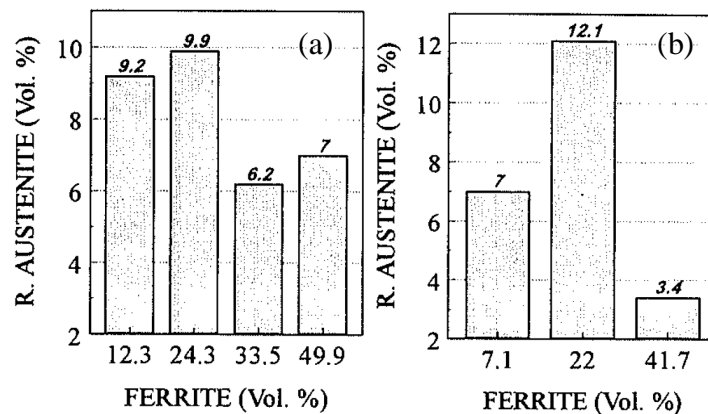 (a)
R. AUSTENITE (Vol. %)
10
8
6
4
2
9.2
9.9
6.2
7
12.3 24.3 33.5 49.9
FERRITE (Vol. %)
(b)
R. AUSTENITE (Vol. %)
12
10
8
6
4
2
7
12.1
3.4
7.1 22 41.7
FERRITE (Vol. %)